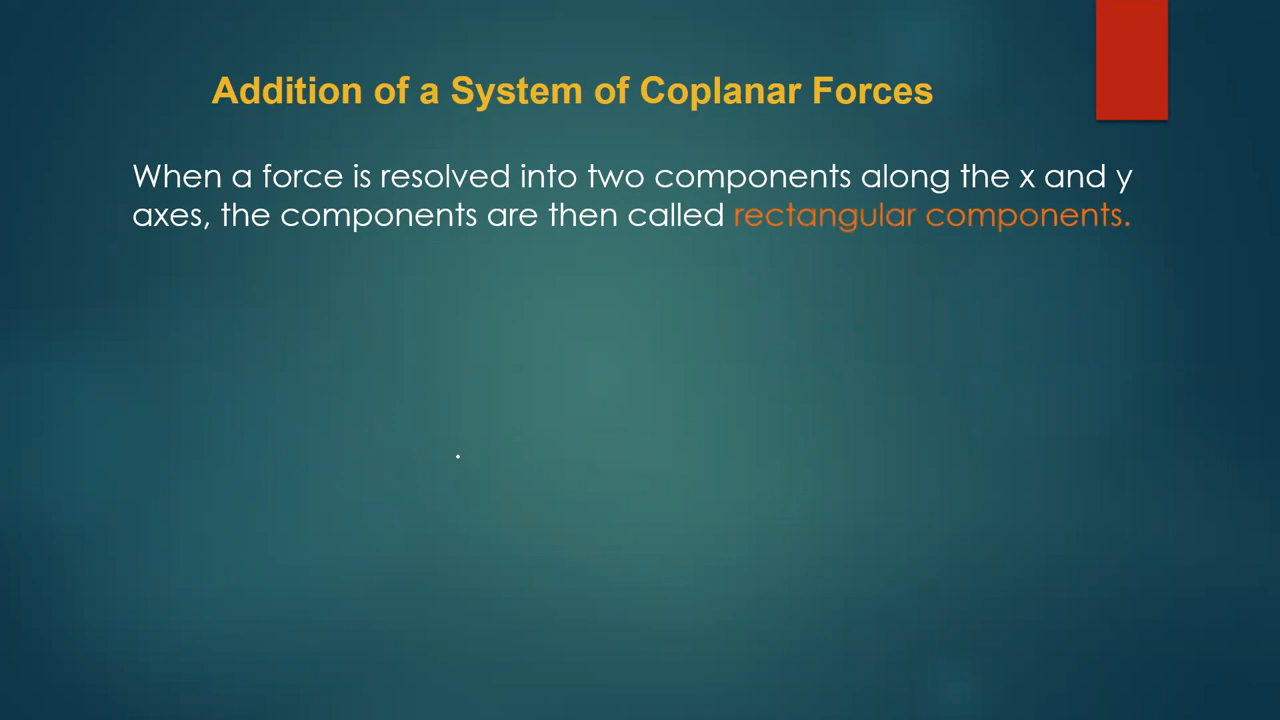 Addition of a System of Coplanar Forces
When a force is resolved into two components along the x and y
axes, the components are then called rectangular components.